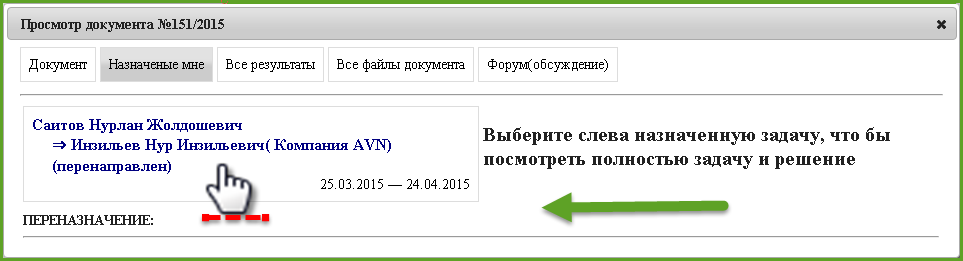 Просмотр документа №151/2015
Документ Назначеные мне Все результаты Все файлы документа Форум(обсуждение)
Саитов Нурлан Жолдошевич
⇒ Инзильев Нур Инзильевич( Компания AVN)
(перенаправлен)
25.03.2015 — 24.04.2015
Выберите слева назначенную задачу, что бы
посмотреть полностью задачу и решение
ПЕРЕНАЗНАЧЕНИЕ: